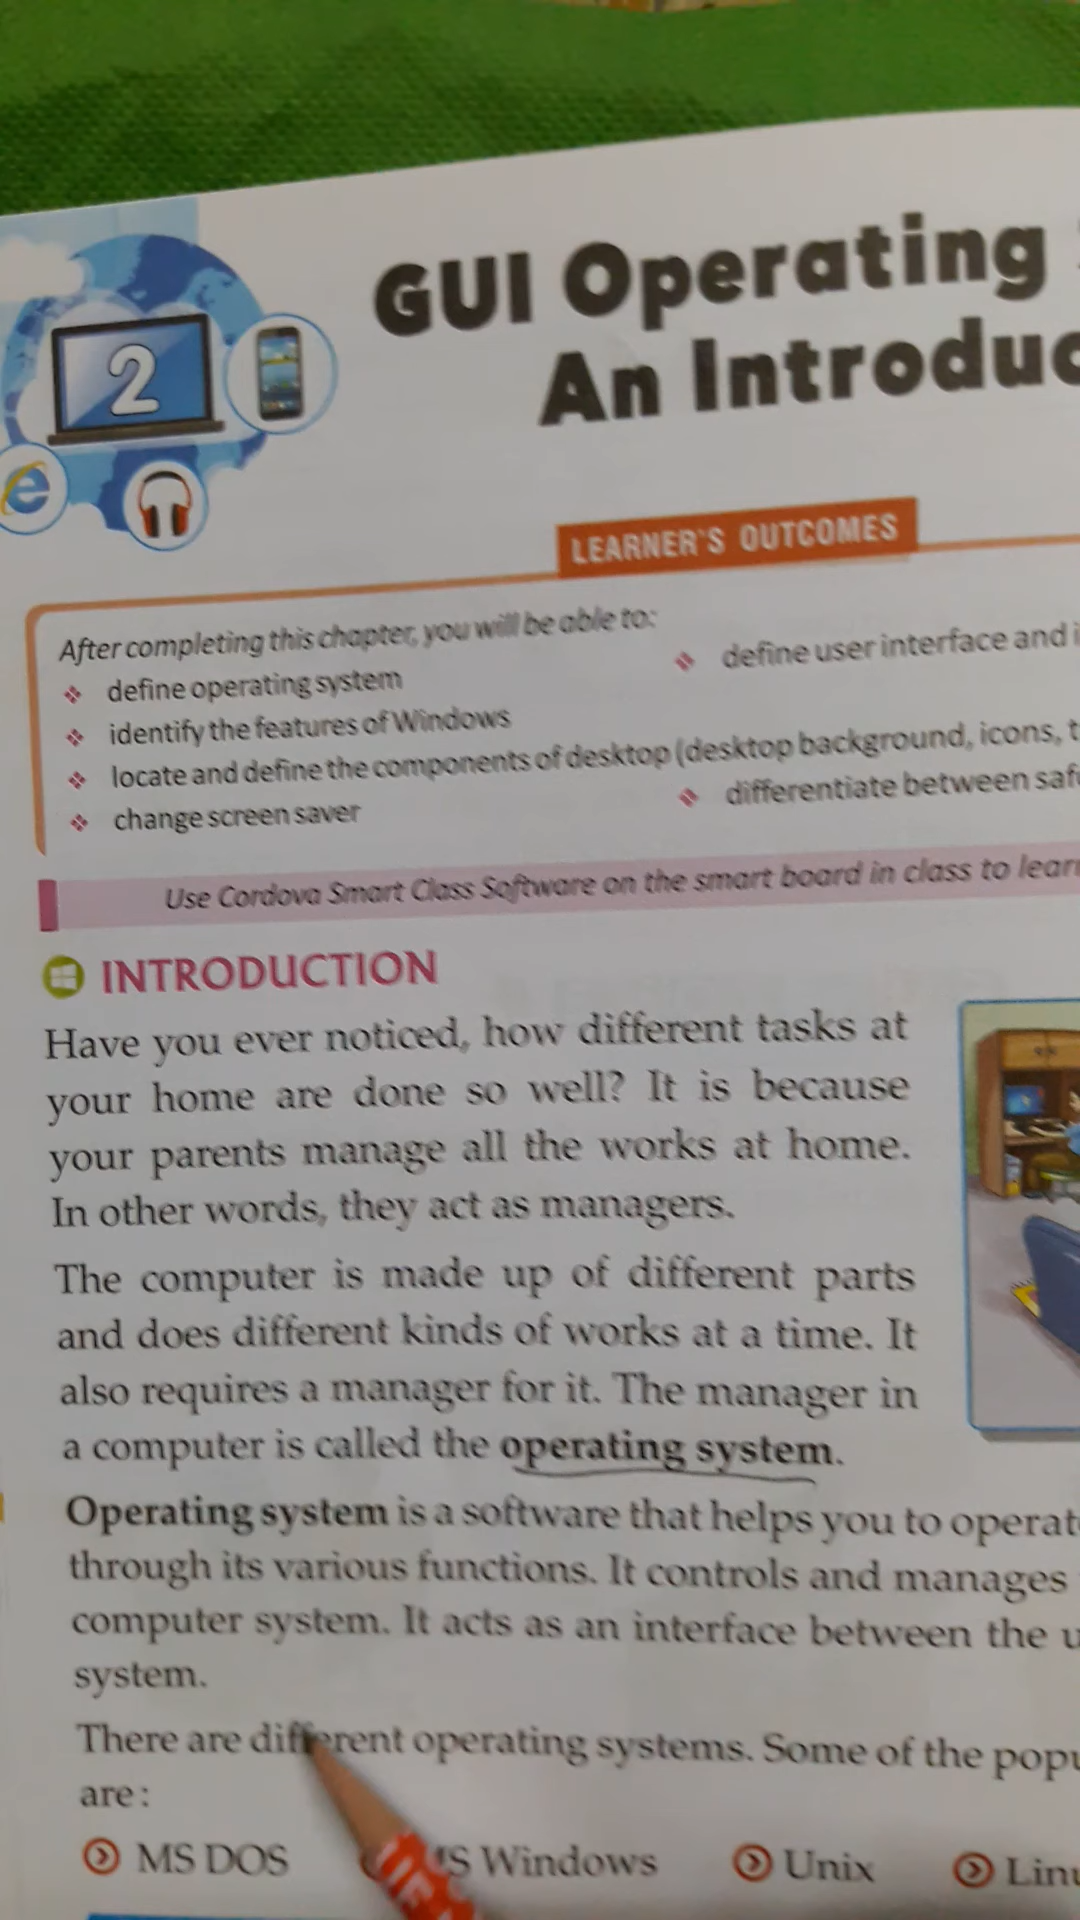 2
GUI Operating
An Introduc
LEARNER'S OUTCOMES
After completing this chapter, you will be able to:
define operating system
define user interface and i
identify the features of Windows
locate and define the components of desktop (desktop background, icons, t
change screen saver
differentiate between saf
Use Cordova Smart Class Software on the smart board in class to lear
INTRODUCTION
Have you ever noticed, how different tasks at
your home are done so well? It is because
your parents manage all the works at home.
In other words, they act as managers.
The computer is made up of different parts
and does different kinds of works at a time. It
also requires a manager for it. The manager in
a computer is called the operating system.
Operating system is a software that helps you to operat
through its various functions. It controls and manages
computer system. It acts as an interface between the u
system.
There are different operating systems. Some of the popu
are:
MS DOS
MS Windows
Unix
Linu